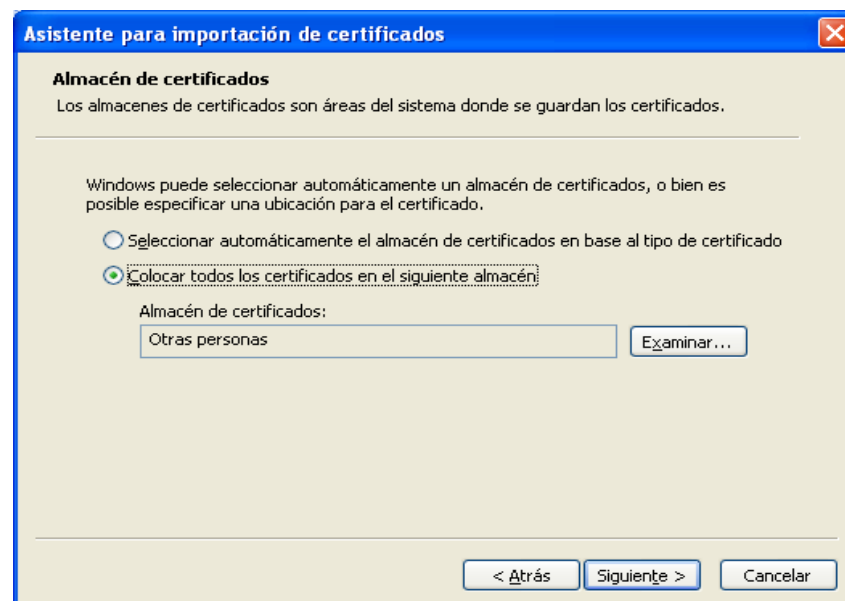 Asistente para importación de certificados
Almacén de certificados
Los almacenes de certificados son áreas del sistema donde se guardan los certificados.
Windows puede seleccionar automáticamente un almacén de certificados, o bien es
posible especificar una ubicación para el certificado.
Seleccionar automáticamente el almacén de certificados en base al tipo de certificado
Colocar todos los certificados en el siguiente almacén
Almacén de certificados:
Otras personas
Examinar...
< Atrás
Siguiente >
Cancelar